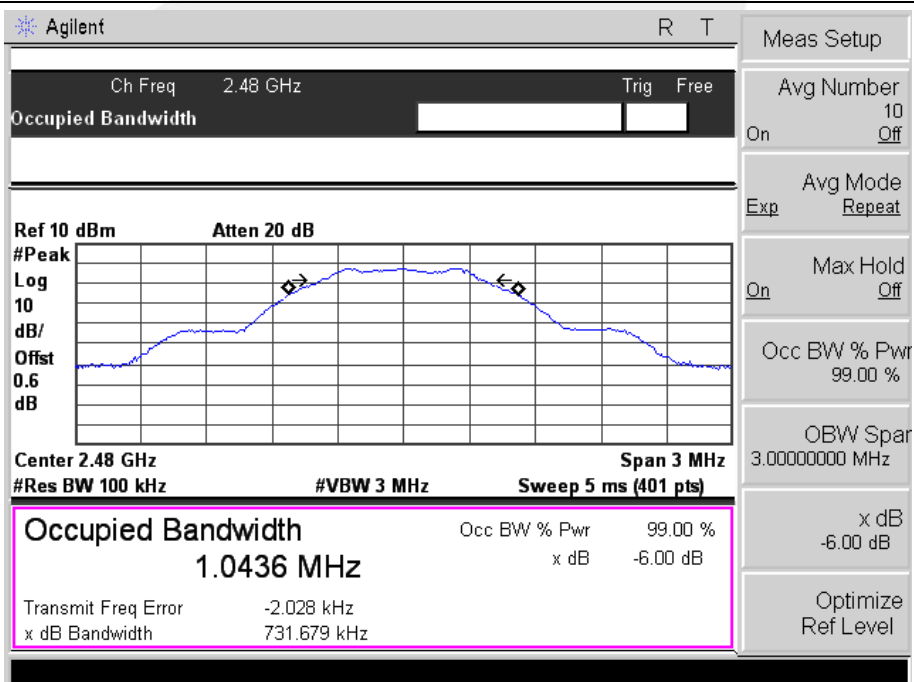 Agilent R T
Ch Freq 2.48 GHz Trig Free
Occupied Bandwidth
Ref 10 dBm Atten 20 dB
#Peak
Log
10
dB/
Offst
0.6
dB
Center 2.48 GHz Span 3 MHz
#Res BW 100 kHz #VBW 3 MHz Sweep 5 ms (401 pts)
Occupied Bandwidth
1.0436 MHz
Occ BW % Pwr 99.00 %
x dB -6.00 dB
Transmit Freq Error -2.028 kHz
x dB Bandwidth 731.679 kHz
Meas Setup
Avg Number
10
On Off
Avg Mode
Exp Repeat
Max Hold
On Off
Occ BW % Pwr
99.00 %
OBW Span
3.00000000 MHz
x dB
-6.00 dB
Optimize
Ref Level